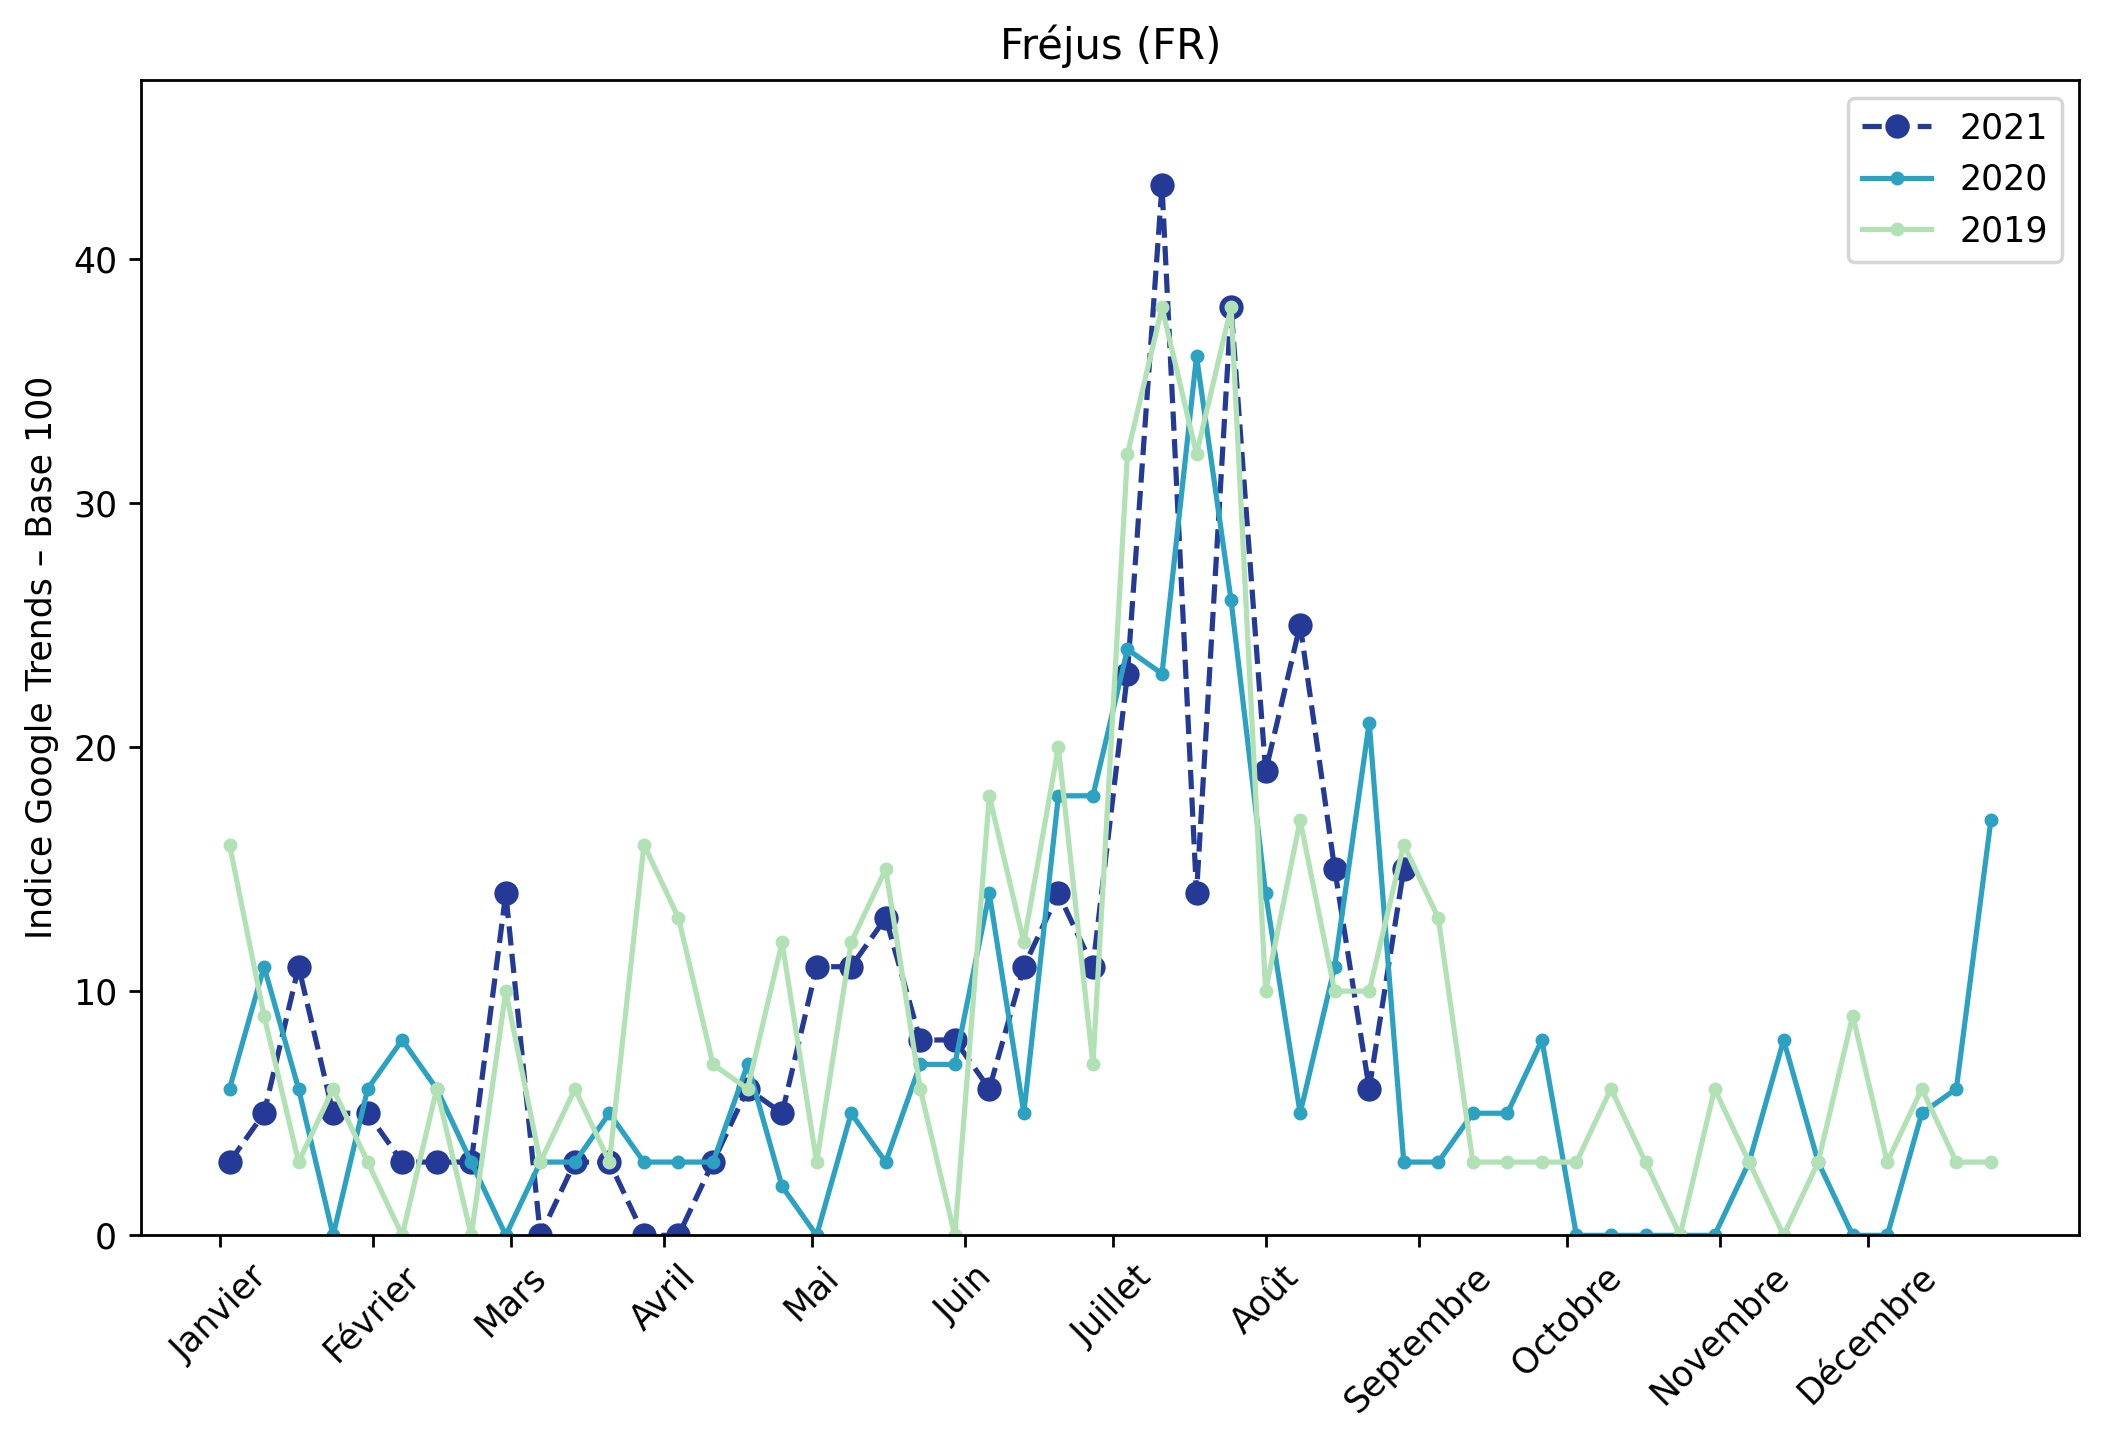 Fréjus (FR)
2021
2020
2019
Indice Google Trends – Base 100
40
30
20
10
0
Janvier
Février
Mars
Avril
Mai
Juin
Juillet
Août
Septembre
Octobre
Novembre
Décembre